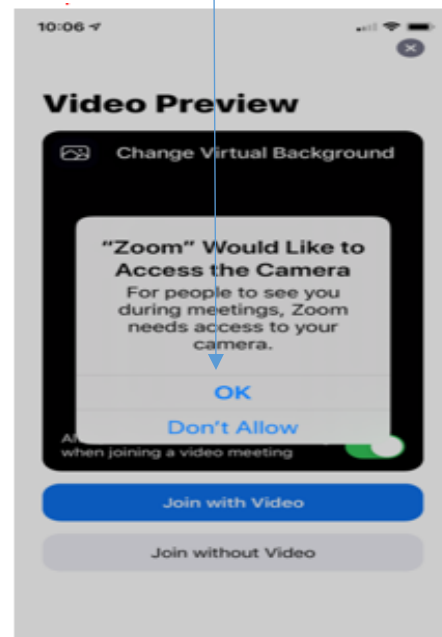 10:06
Video Preview
Change Virtual Background
"Zoom" Would Like to
Access the Camera
For people to see you
during meetings, Zoom
needs access to your
camera.
OK
Don't Allow
when joining a video meeting
Join with Video
Join without Video